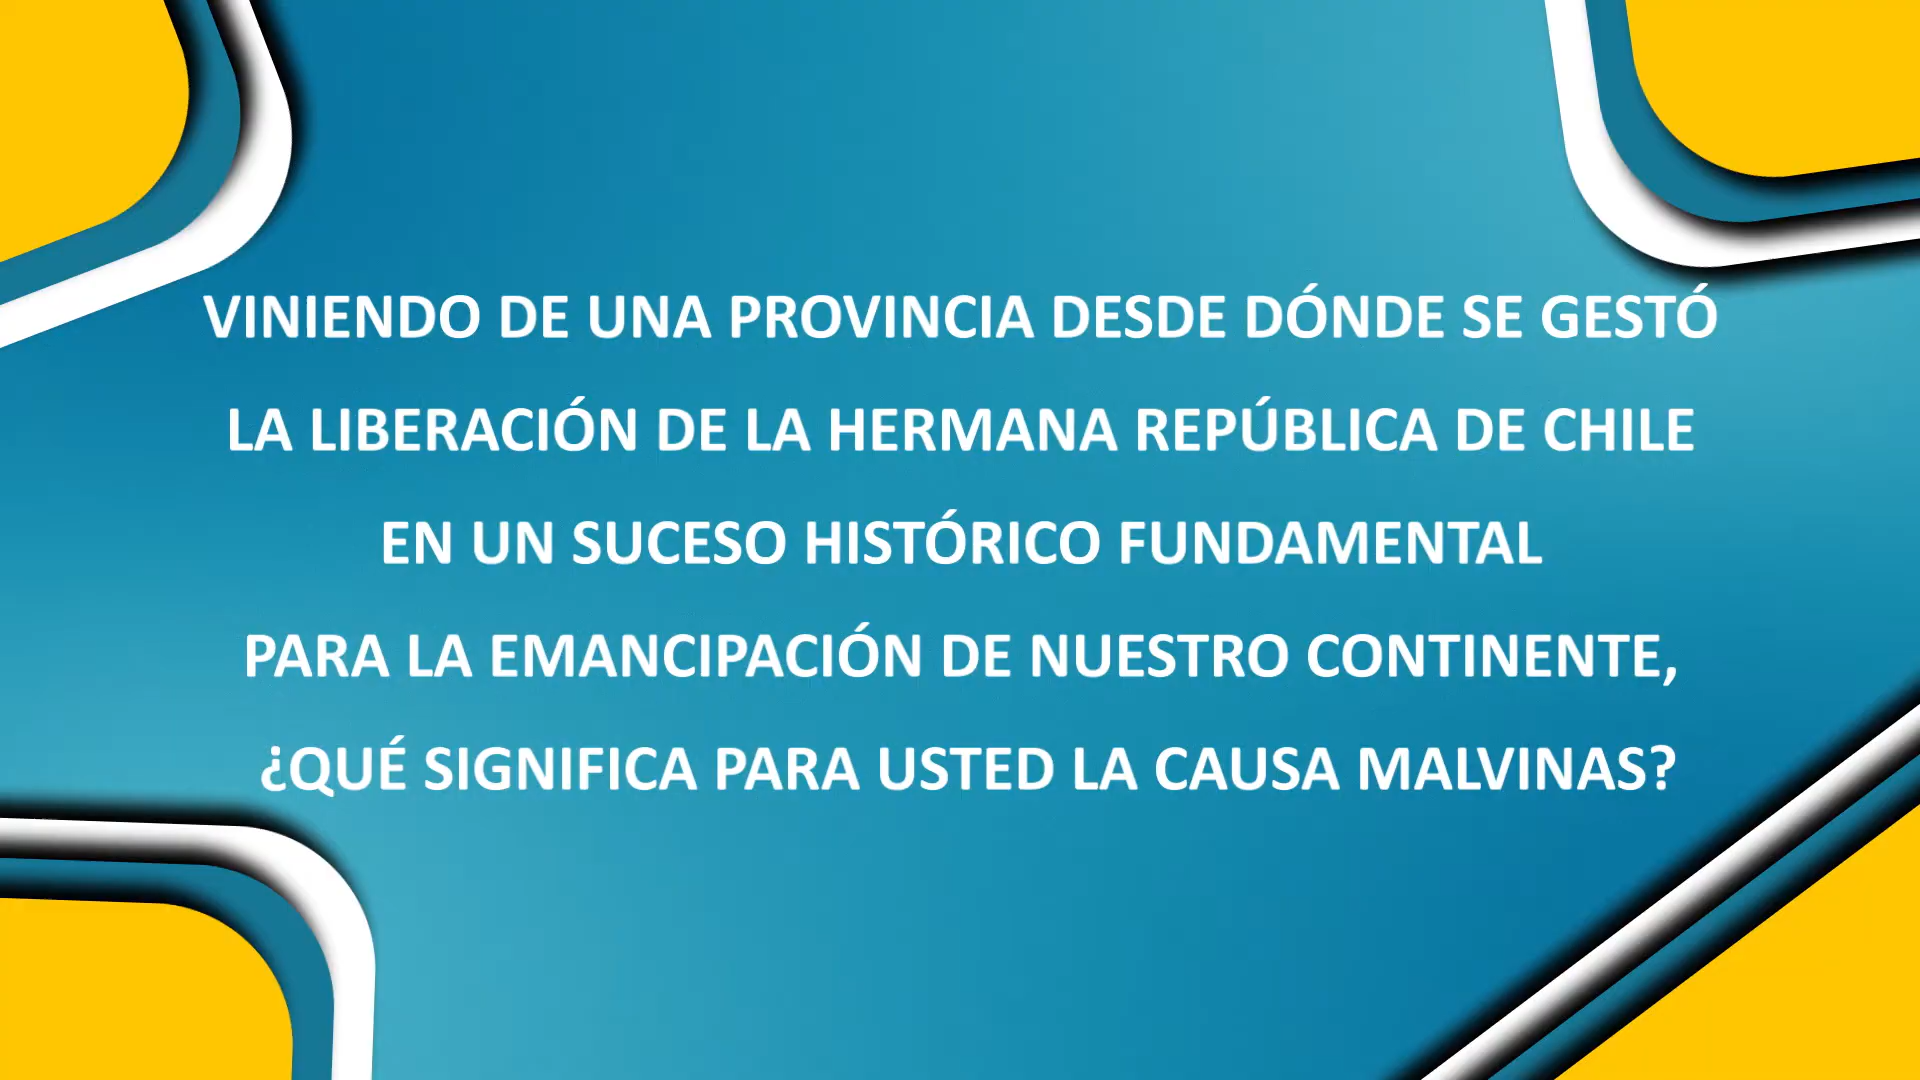 VINIENDO DE UNA PROVINCIA DESDE DÓNDE SE GESTÓ
LA LIBERACIÓN DE LA HERMANA REPÚBLICA DE CHILE
EN UN SUCESO HISTÓRICO FUNDAMENTAL
PARA LA EMANCIPACIÓN DE NUESTRO CONTINENTE,
¿QUÉ SIGNIFICA PARA USTED LA CAUSA MALVINAS?